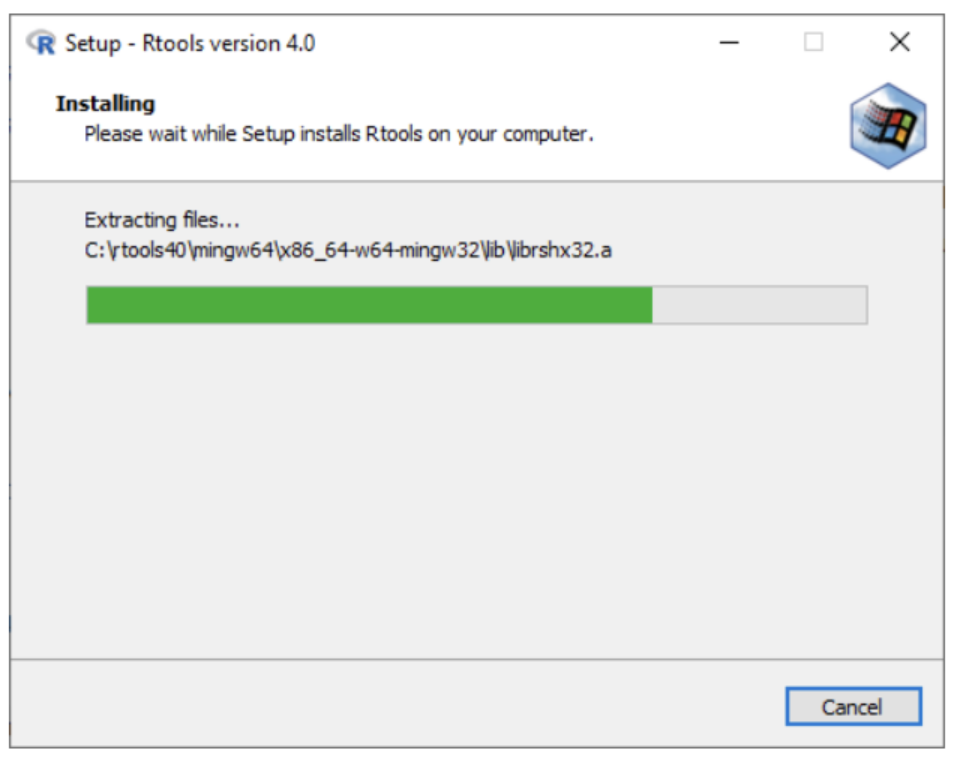 Setup - Rtools version 4.0
Installing
Please wait while Setup installs Rtools on your computer.
Extracting files...
C:\rtools40\mingw64\x86_64-w64-mingw32\lib\librshx32.a
Cancel